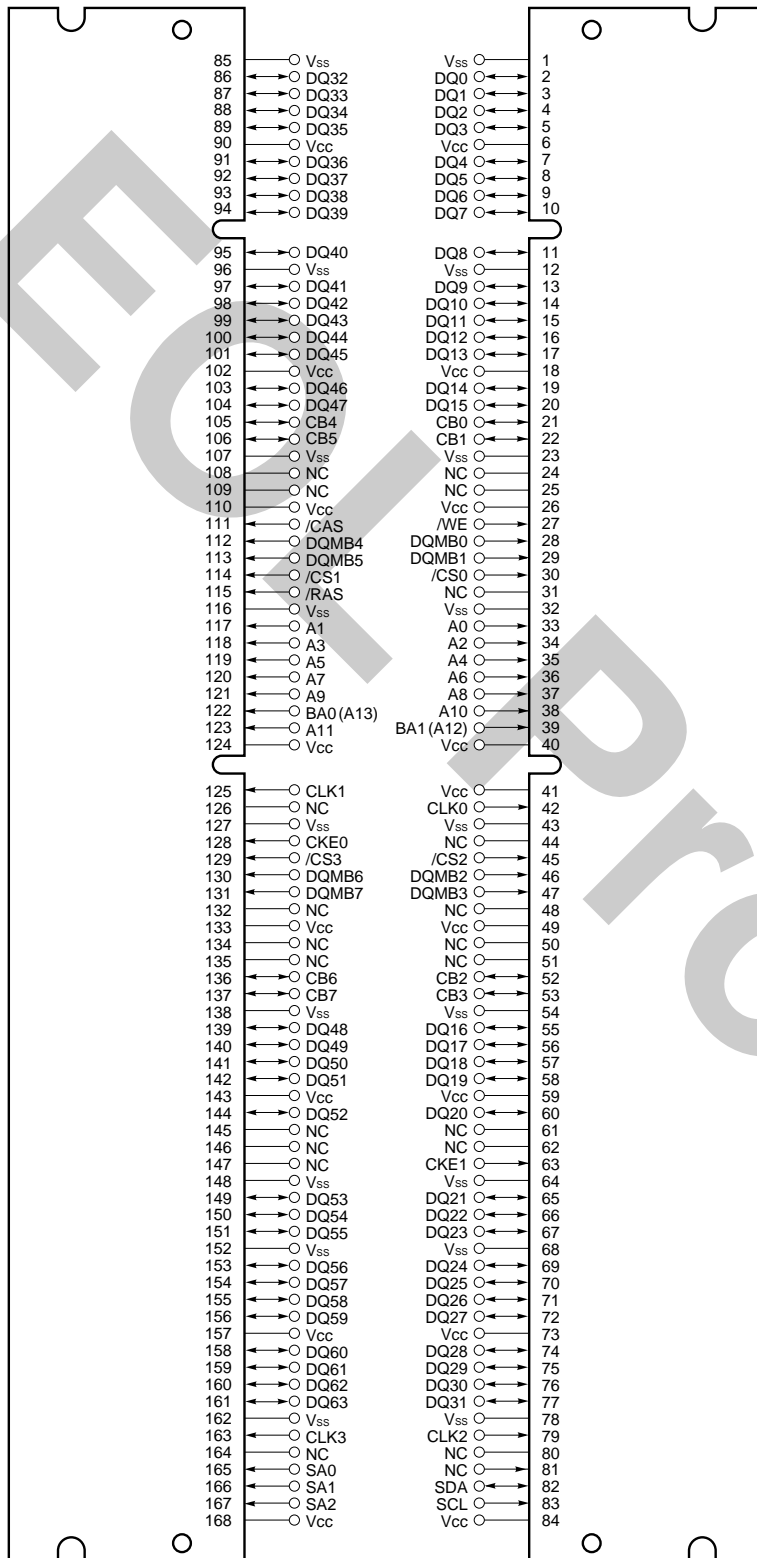 85 Vss Vss 1
86 DQ32 DQ0 2
87 DQ33 DQ1 3
88 DQ34 DQ2 4
89 DQ35 DQ3 5
90 Vcc Vcc 6
91 DQ36 DQ4 7
92 DQ37 DQ5 8
93 DQ38 DQ6 9
94 DQ39 DQ7 10
95 DQ40 DQ8 11
96 Vss Vss 12
97 DQ41 DQ9 13
98 DQ42 DQ10 14
99 DQ43 DQ11 15
100 DQ44 DQ12 16
101 DQ45 DQ13 17
102 Vcc Vcc 18
103 DQ46 DQ14 19
104 DQ47 DQ15 20
105 CB4 CB0 21
106 CB5 CB1 22
107 Vss Vss 23
108 NC NC 24
109 NC NC 25
110 Vcc Vcc 26
111 /CAS /WE 27
112 DQMB4 DQMB0 28
113 DQMB5 DQMB1 29
114 /CS1 /CS0 30
115 /RAS NC 31
116 Vss Vss 32
117 A1 A0 33
118 A3 A2 34
119 A5 A4 35
120 A7 A6 36
121 A9 A8 37
122 BA0 (A13) A10 38
123 A11 BA1 (A12) 39
124 Vcc Vcc 40
125 CLK1 Vcc 41
126 NC CLK0 42
127 Vss Vss 43
128 CKE0 NC 44
129 /CS3 /CS2 45
130 DQMB6 DQMB2 46
131 DQMB7 DQMB3 47
132 NC NC 48
133 Vcc Vcc 49
134 NC NC 50
135 NC NC 51
136 CB6 CB2 52
137 CB7 CB3 53
138 Vss Vss 54
139 DQ48 DQ16 55
140 DQ49 DQ17 56
141 DQ50 DQ18 57
142 DQ51 DQ19 58
143 Vcc Vcc 59
144 DQ52 DQ20 60
145 NC NC 61
146 NC NC 62
147 NC CKE1 63
148 Vss Vss 64
149 DQ53 DQ21 65
150 DQ54 DQ22 66
151 DQ55 DQ23 67
152 Vss Vss 68
153 DQ56 DQ24 69
154 DQ57 DQ25 70
155 DQ58 DQ26 71
156 DQ59 DQ27 72
157 Vcc Vcc 73
158 DQ60 DQ28 74
159 DQ61 DQ29 75
160 DQ62 DQ30 76
161 DQ63 DQ31 77
162 Vss Vss 78
163 CLK3 CLK2 79
164 NC NC 80
165 SA0 NC 81
166 SA1 SDA 82
167 SA2 SCL 83
168 Vcc Vcc 84
EOL Pro